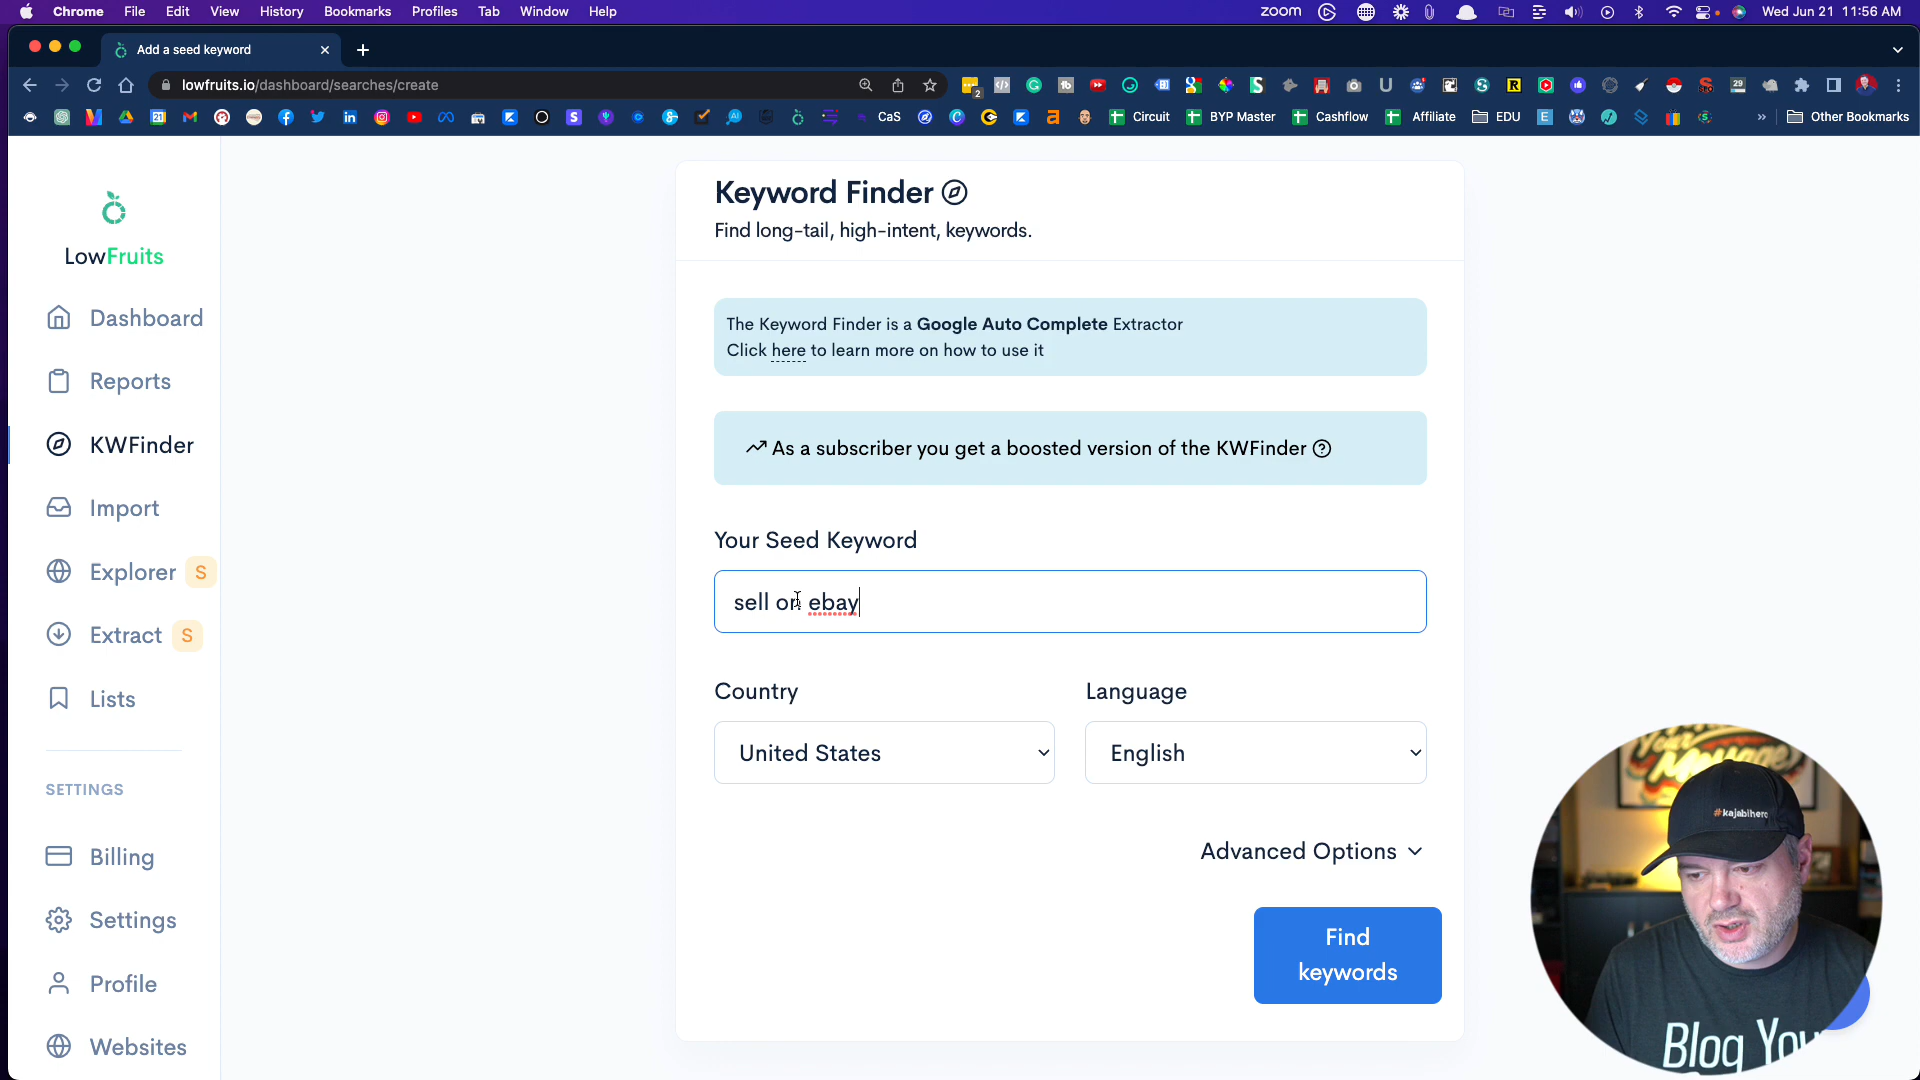 Chrome File Edit View History Bookmarks Profiles Tab Window Help
zoom Wed Jun 21 11:56 AM
Add a seed keyword
lowfruits.io/dashboard/searches/create
CaS Circuit BYP Master Cashflow Affiliate EDU Other Bookmarks
LowFruits
Dashboard
Reports
KWFinder
Import
Explorer S
Extract S
Lists
SETTINGS
Billing
Settings
Profile
Websites
Keyword Finder
Find long-tail, high-intent, keywords.
The Keyword Finder is a Google Auto Complete Extractor
Click here to learn more on how to use it
As a subscriber you get a boosted version of the KWFinder
Your Seed Keyword
sell on ebay
Country Language
United States English
Advanced Options
Find
keywords
Your
Message
#kajabihero
Blog You